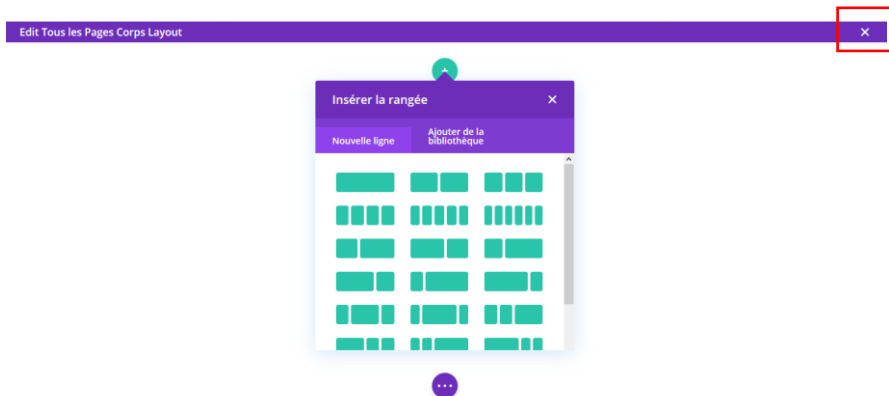 Edit Tous les Pages Corps Layout
Insérer la rangée
Nouvelle ligne
Ajouter de la
bibliothèque